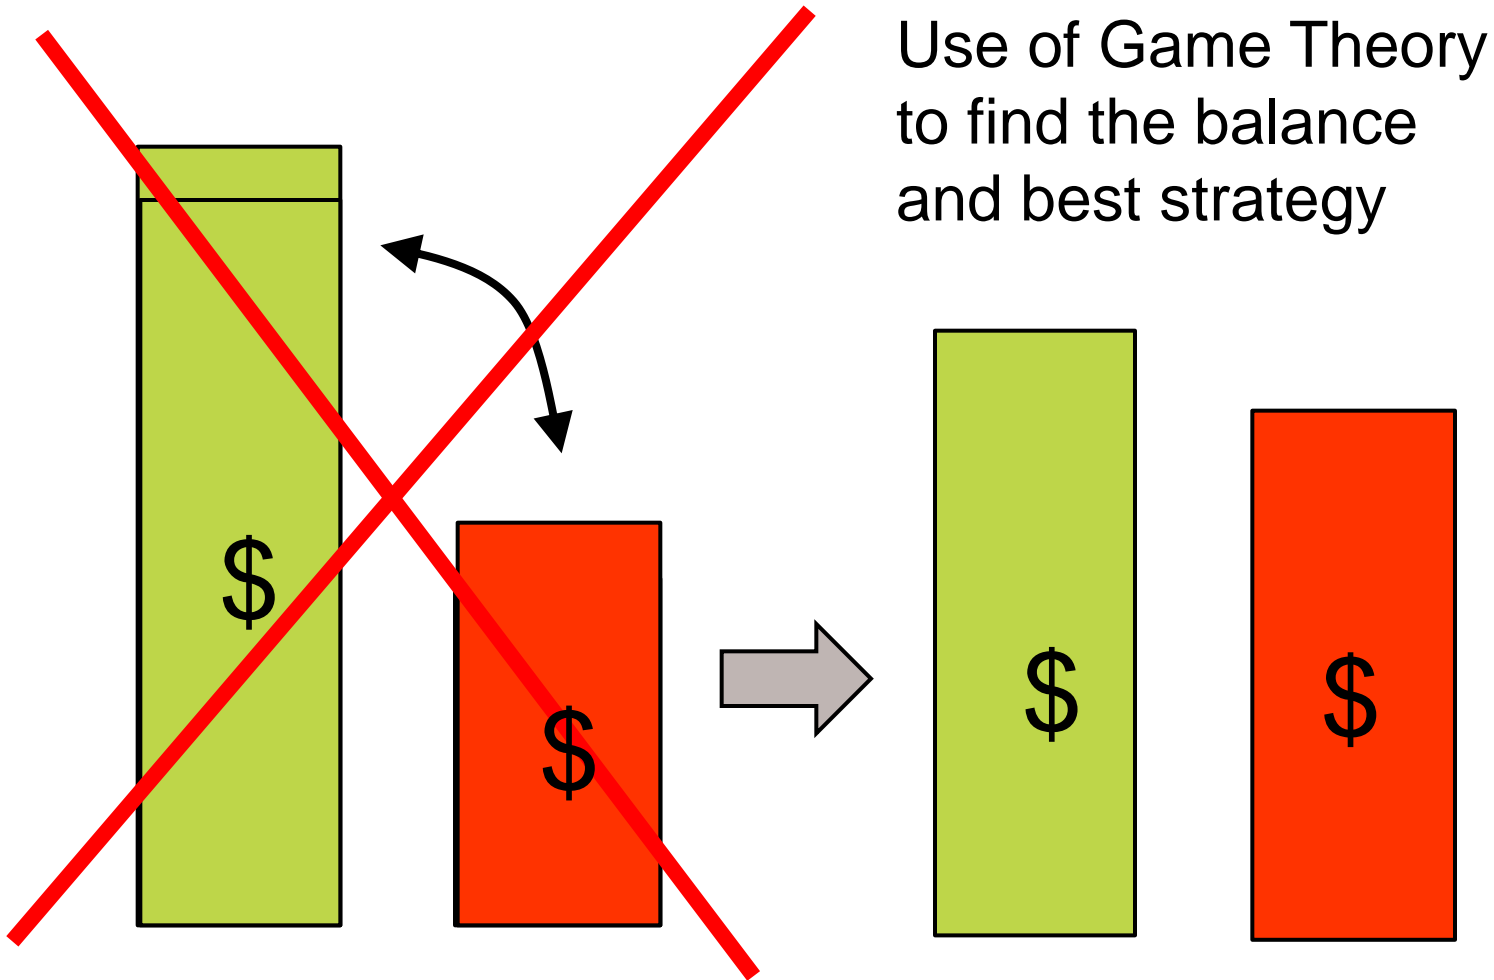 Use of Game Theory
to find the balance
and best strategy
$
$
$
$